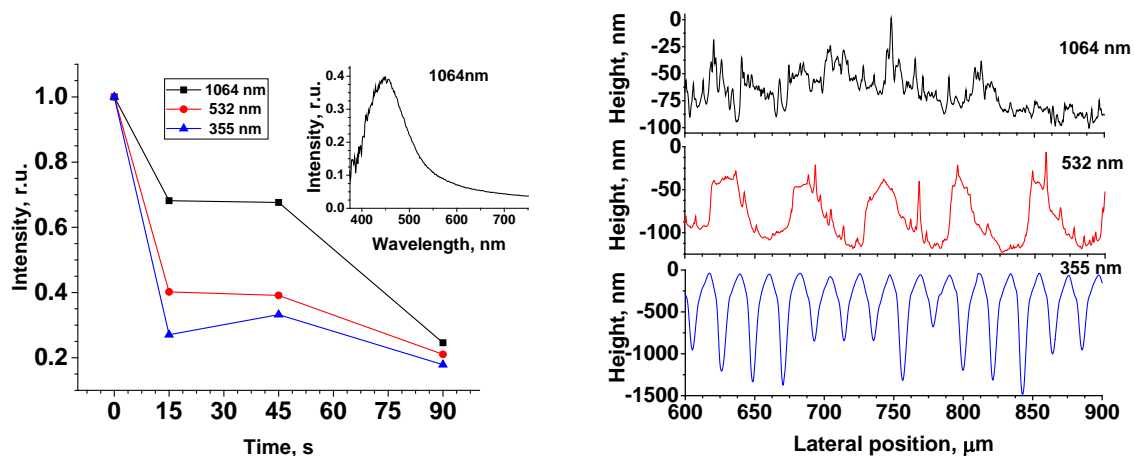 1064 nm
532 nm
355 nm
Intensity, r.u.
1.0
0.8
0.6
0.4
0.2
0
15
45
75
90
Time, s
1064nm
Intensity, r.u.
0.4
0.3
0.2
0.1
0.0
400
500
600
700
Wavelength, nm
Height, nm
0
-25
-50
-75
-100
1064 nm
Height, nm
-50
-100
532 nm
Height, nm
0
-500
-1000
-1500
355 nm
600
650
700
750
800
850
900
Lateral position, μm